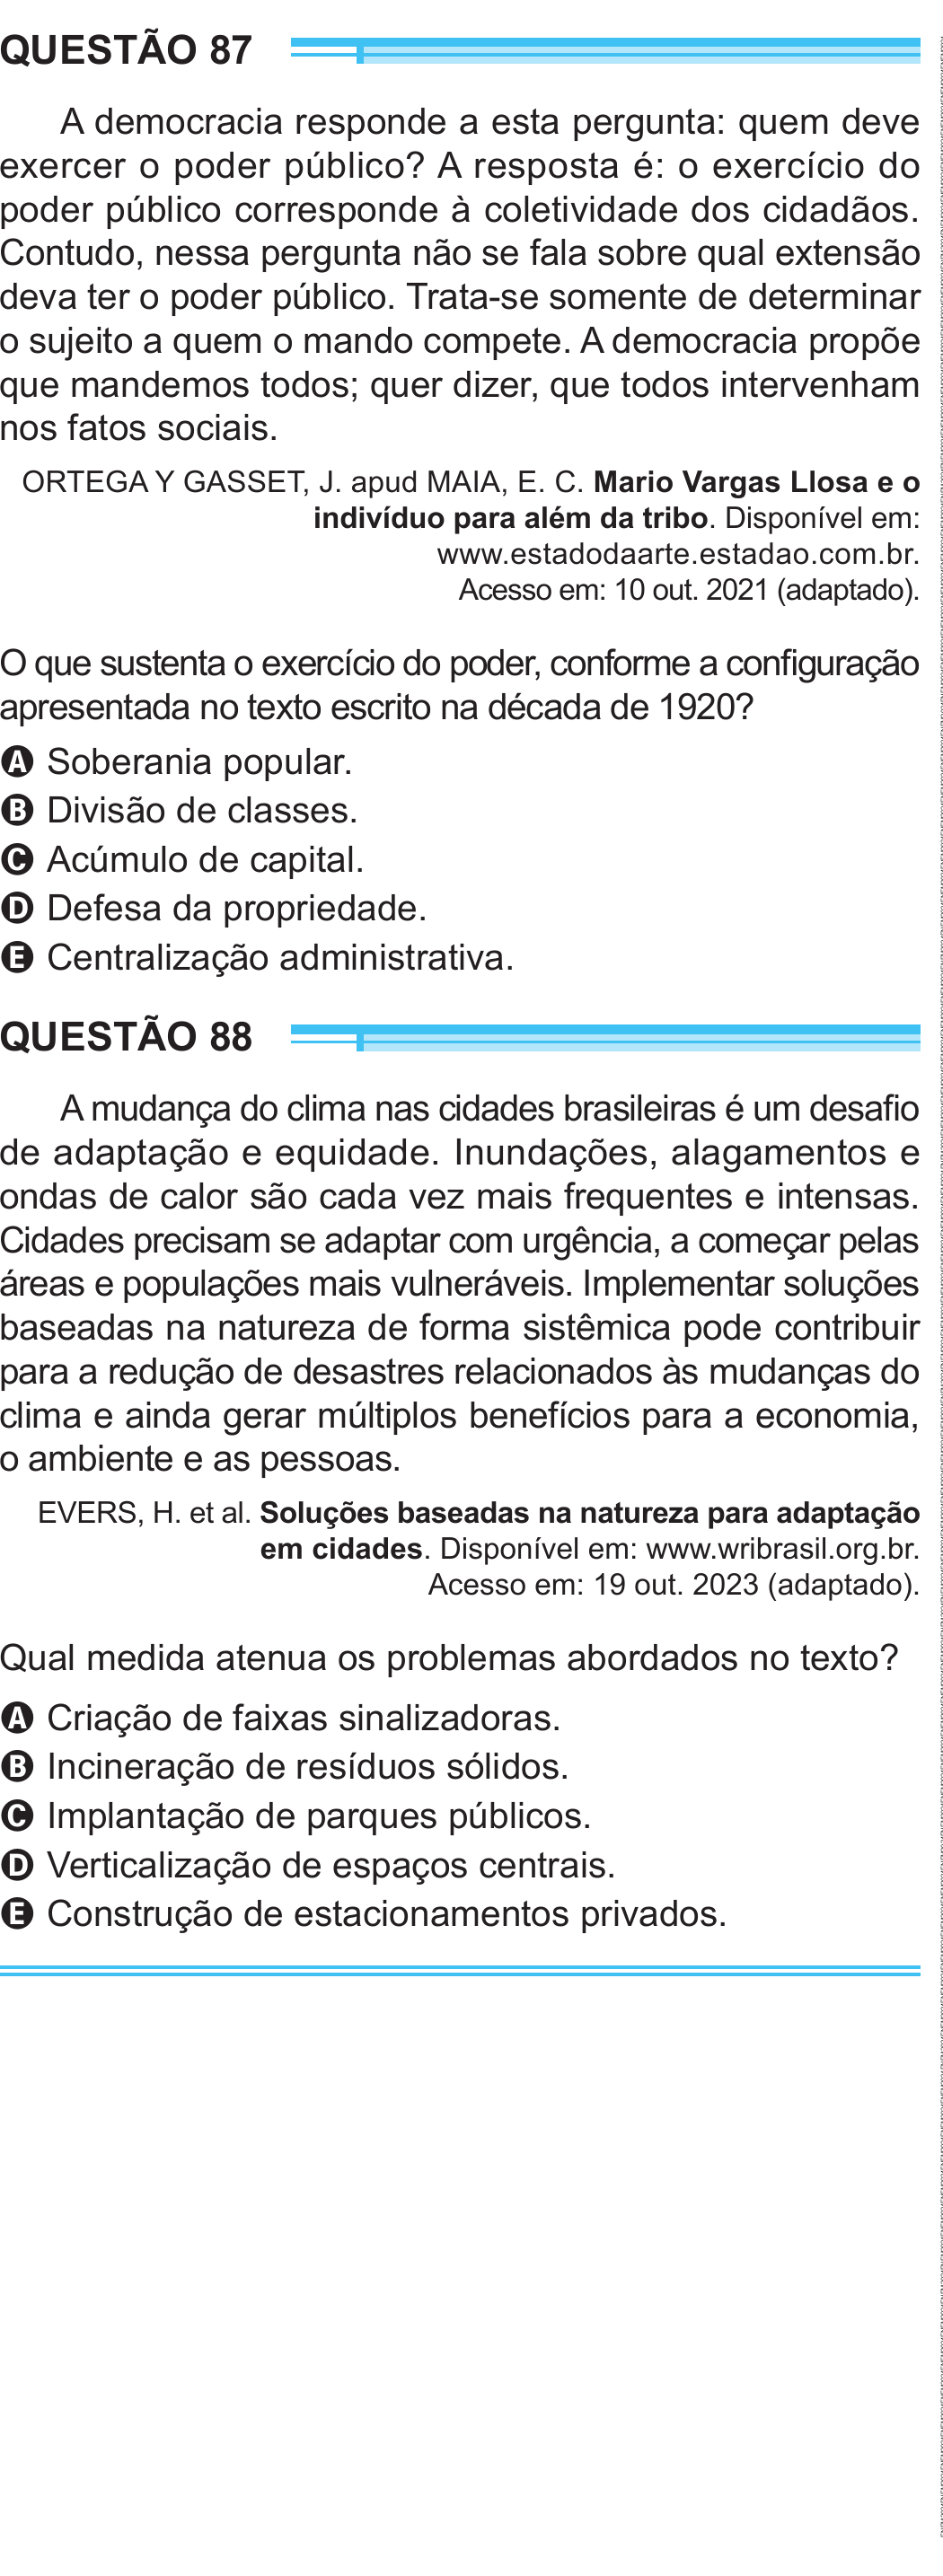 QUESTÃO 87
A democracia responde a esta pergunta: quem deve
exercer o poder público? A resposta é: o exercício do
poder público corresponde à coletividade dos cidadãos.
Contudo, nessa pergunta não se fala sobre qual extensão
deva ter o poder público. Trata-se somente de determinar
o sujeito a quem o mando compete. A democracia propõe
que mandemos todos; quer dizer, que todos intervenham
nos fatos sociais.
ORTEGA Y GASSET, J. apud MAIA, E. C. Mario Vargas Llosa e o
indivíduo para além da tribo. Disponível em:
www.estadodaarte.estadao.com.br.
Acesso em: 10 out. 2021 (adaptado).
O que sustenta o exercício do poder, conforme a configuração
apresentada no texto escrito na década de 1920?
A Soberania popular.
B Divisão de classes.
C Acúmulo de capital.
D Defesa da propriedade.
E Centralização administrativa.
QUESTÃO 88
A mudança do clima nas cidades brasileiras é um desafio
de adaptação e equidade. Inundações, alagamentos e
ondas de calor são cada vez mais frequentes e intensas.
Cidades precisam se adaptar com urgência, a começar pelas
áreas e populações mais vulneráveis. Implementar soluções
baseadas na natureza de forma sistêmica pode contribuir
para a redução de desastres relacionados às mudanças do
clima e ainda gerar múltiplos benefícios para a economia,
o ambiente e as pessoas.
EVERS, H. et al. Soluções baseadas na natureza para adaptação
em cidades. Disponível em: www.wribrasil.org.br.
Acesso em: 19 out. 2023 (adaptado).
Qual medida atenua os problemas abordados no texto?
A Criação de faixas sinalizadoras.
B Incineração de resíduos sólidos.
C Implantação de parques públicos.
D Verticalização de espaços centrais.
E Construção de estacionamentos privados.